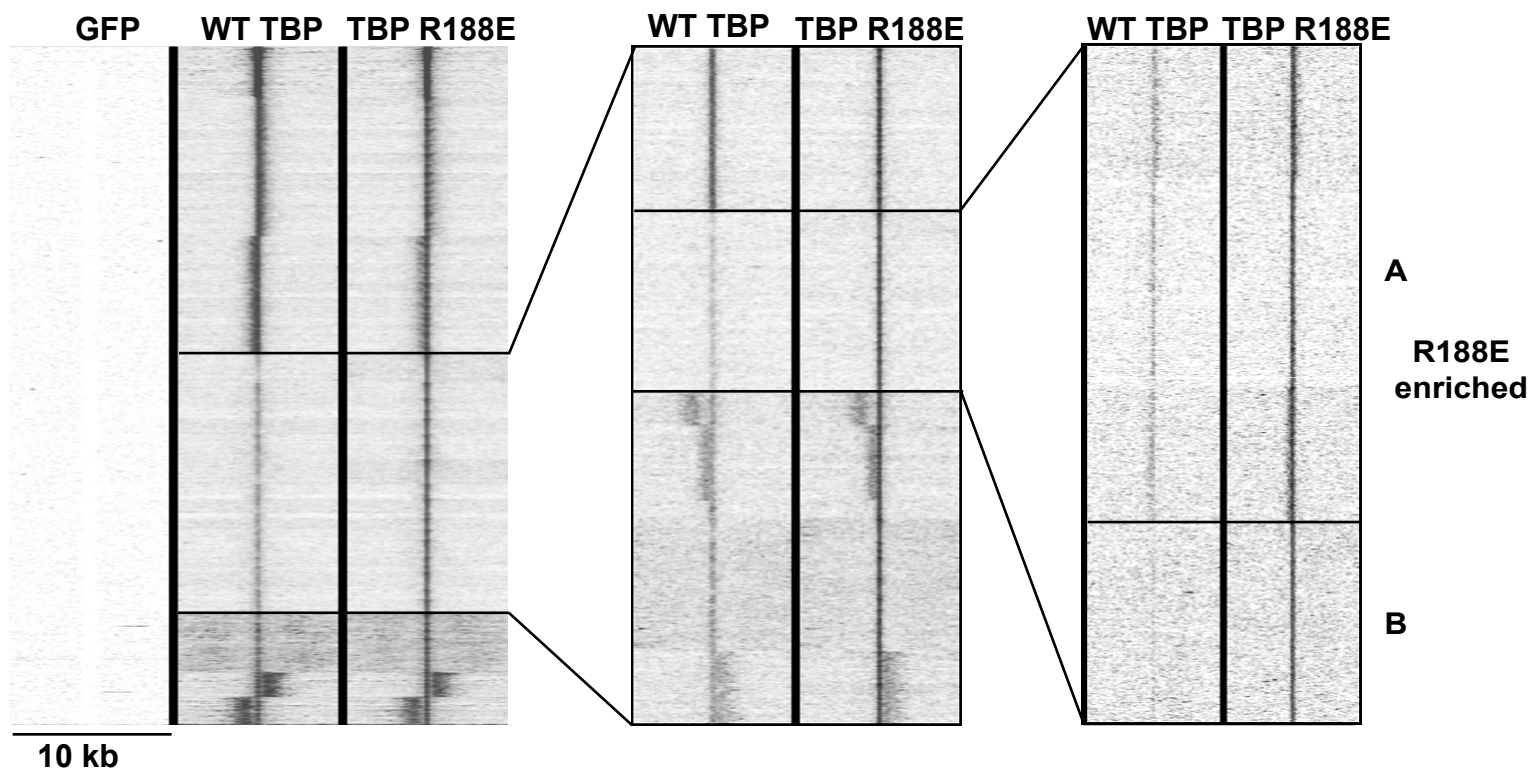 GFP
WT TBP
TBP R188E
WT TBP
TBP R188E
WT TBP
TBP R188E
A
R188E
enriched
B
10 kb